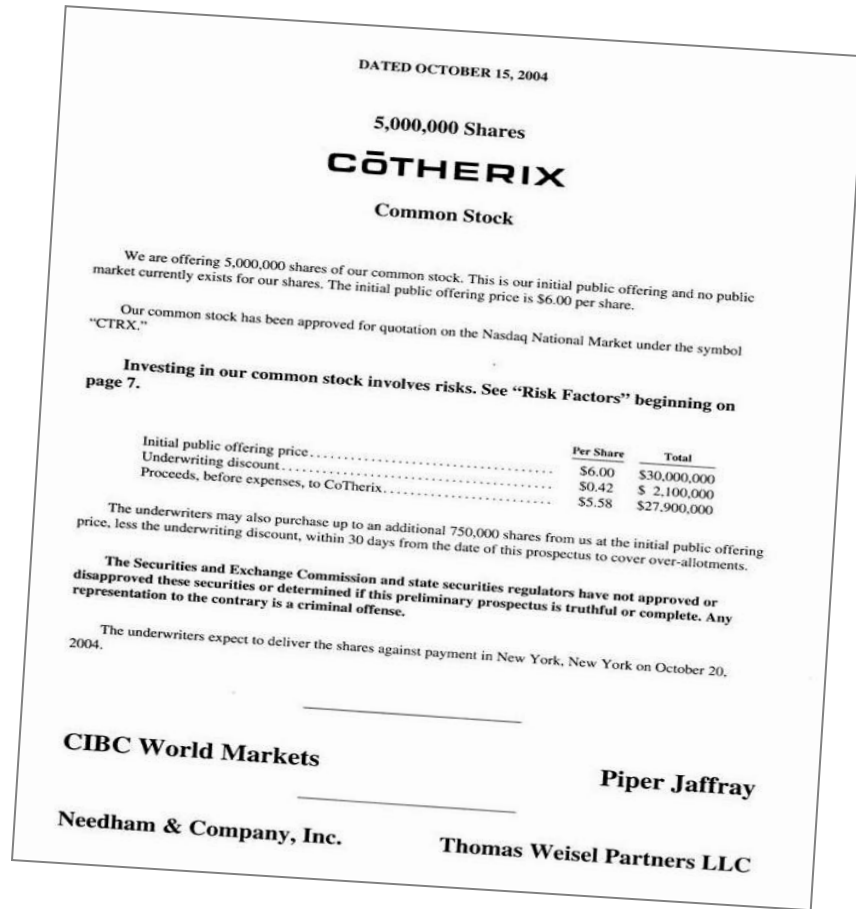 DATED OCTOBER 15, 2004
5,000,000 Shares
CōTHERIX
Common Stock
We are offering 5,000,000 shares of our common stock. This is our initial public offering and no public
market currently exists for our shares. The initial public offering price is $6.00 per share.
Our common stock has been approved for quotation on the Nasdaq National Market under the symbol
“CTRX.”
Investing in our common stock involves risks. See “Risk Factors” beginning on
page 7.
Per Share Total
Initial public offering price.................................... $6.00 $30,000,000
Underwriting discount........................................ $0.42 $ 2,100,000
Proceeds, before expenses, to CoTherix......................... $5.58 $27,900,000
The underwriters may also purchase up to an additional 750,000 shares from us at the initial public offering
price, less the underwriting discount, within 30 days from the date of this prospectus to cover over-allotments.
The Securities and Exchange Commission and state securities regulators have not approved or
disapproved these securities or determined if this preliminary prospectus is truthful or complete. Any
representation to the contrary is a criminal offense.
The underwriters expect to deliver the shares against payment in New York, New York on October 20,
2004.
CIBC World Markets
Piper Jaffray
Needham & Company, Inc.
Thomas Weisel Partners LLC